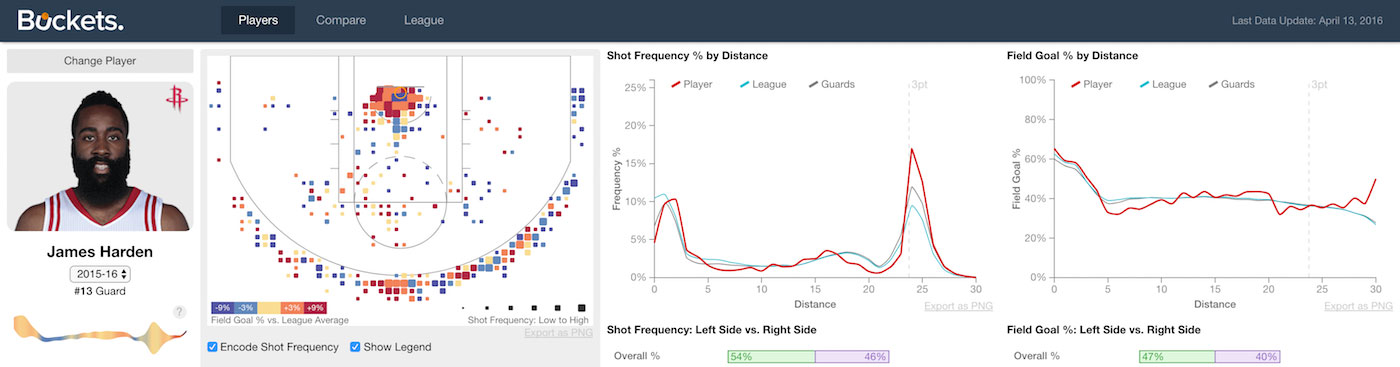 Buckets.
Players
Compare
League
Last Data Update: April 13, 2016
Change Player
James Harden
2015-16
#13 Guard
?
-9%
-3%
+3%
+9%
Field Goal % vs. League Average
Shot Frequency: Low to High
Export as PNG
Encode Shot Frequency
Show Legend
Shot Frequency % by Distance
Player
League
Guards
3pt
25%
20%
15%
10%
5%
0%
Frequency %
0
5
10
15
20
25
30
Distance
Export as PNG
Shot Frequency: Left Side vs. Right Side
Overall %
54%
46%
Field Goal % by Distance
Player
League
Guards
3pt
100%
80%
60%
40%
20%
0%
Field Goal %
0
5
10
15
20
25
30
Distance
Export as PNG
Field Goal %: Left Side vs. Right Side
Overall %
47%
40%